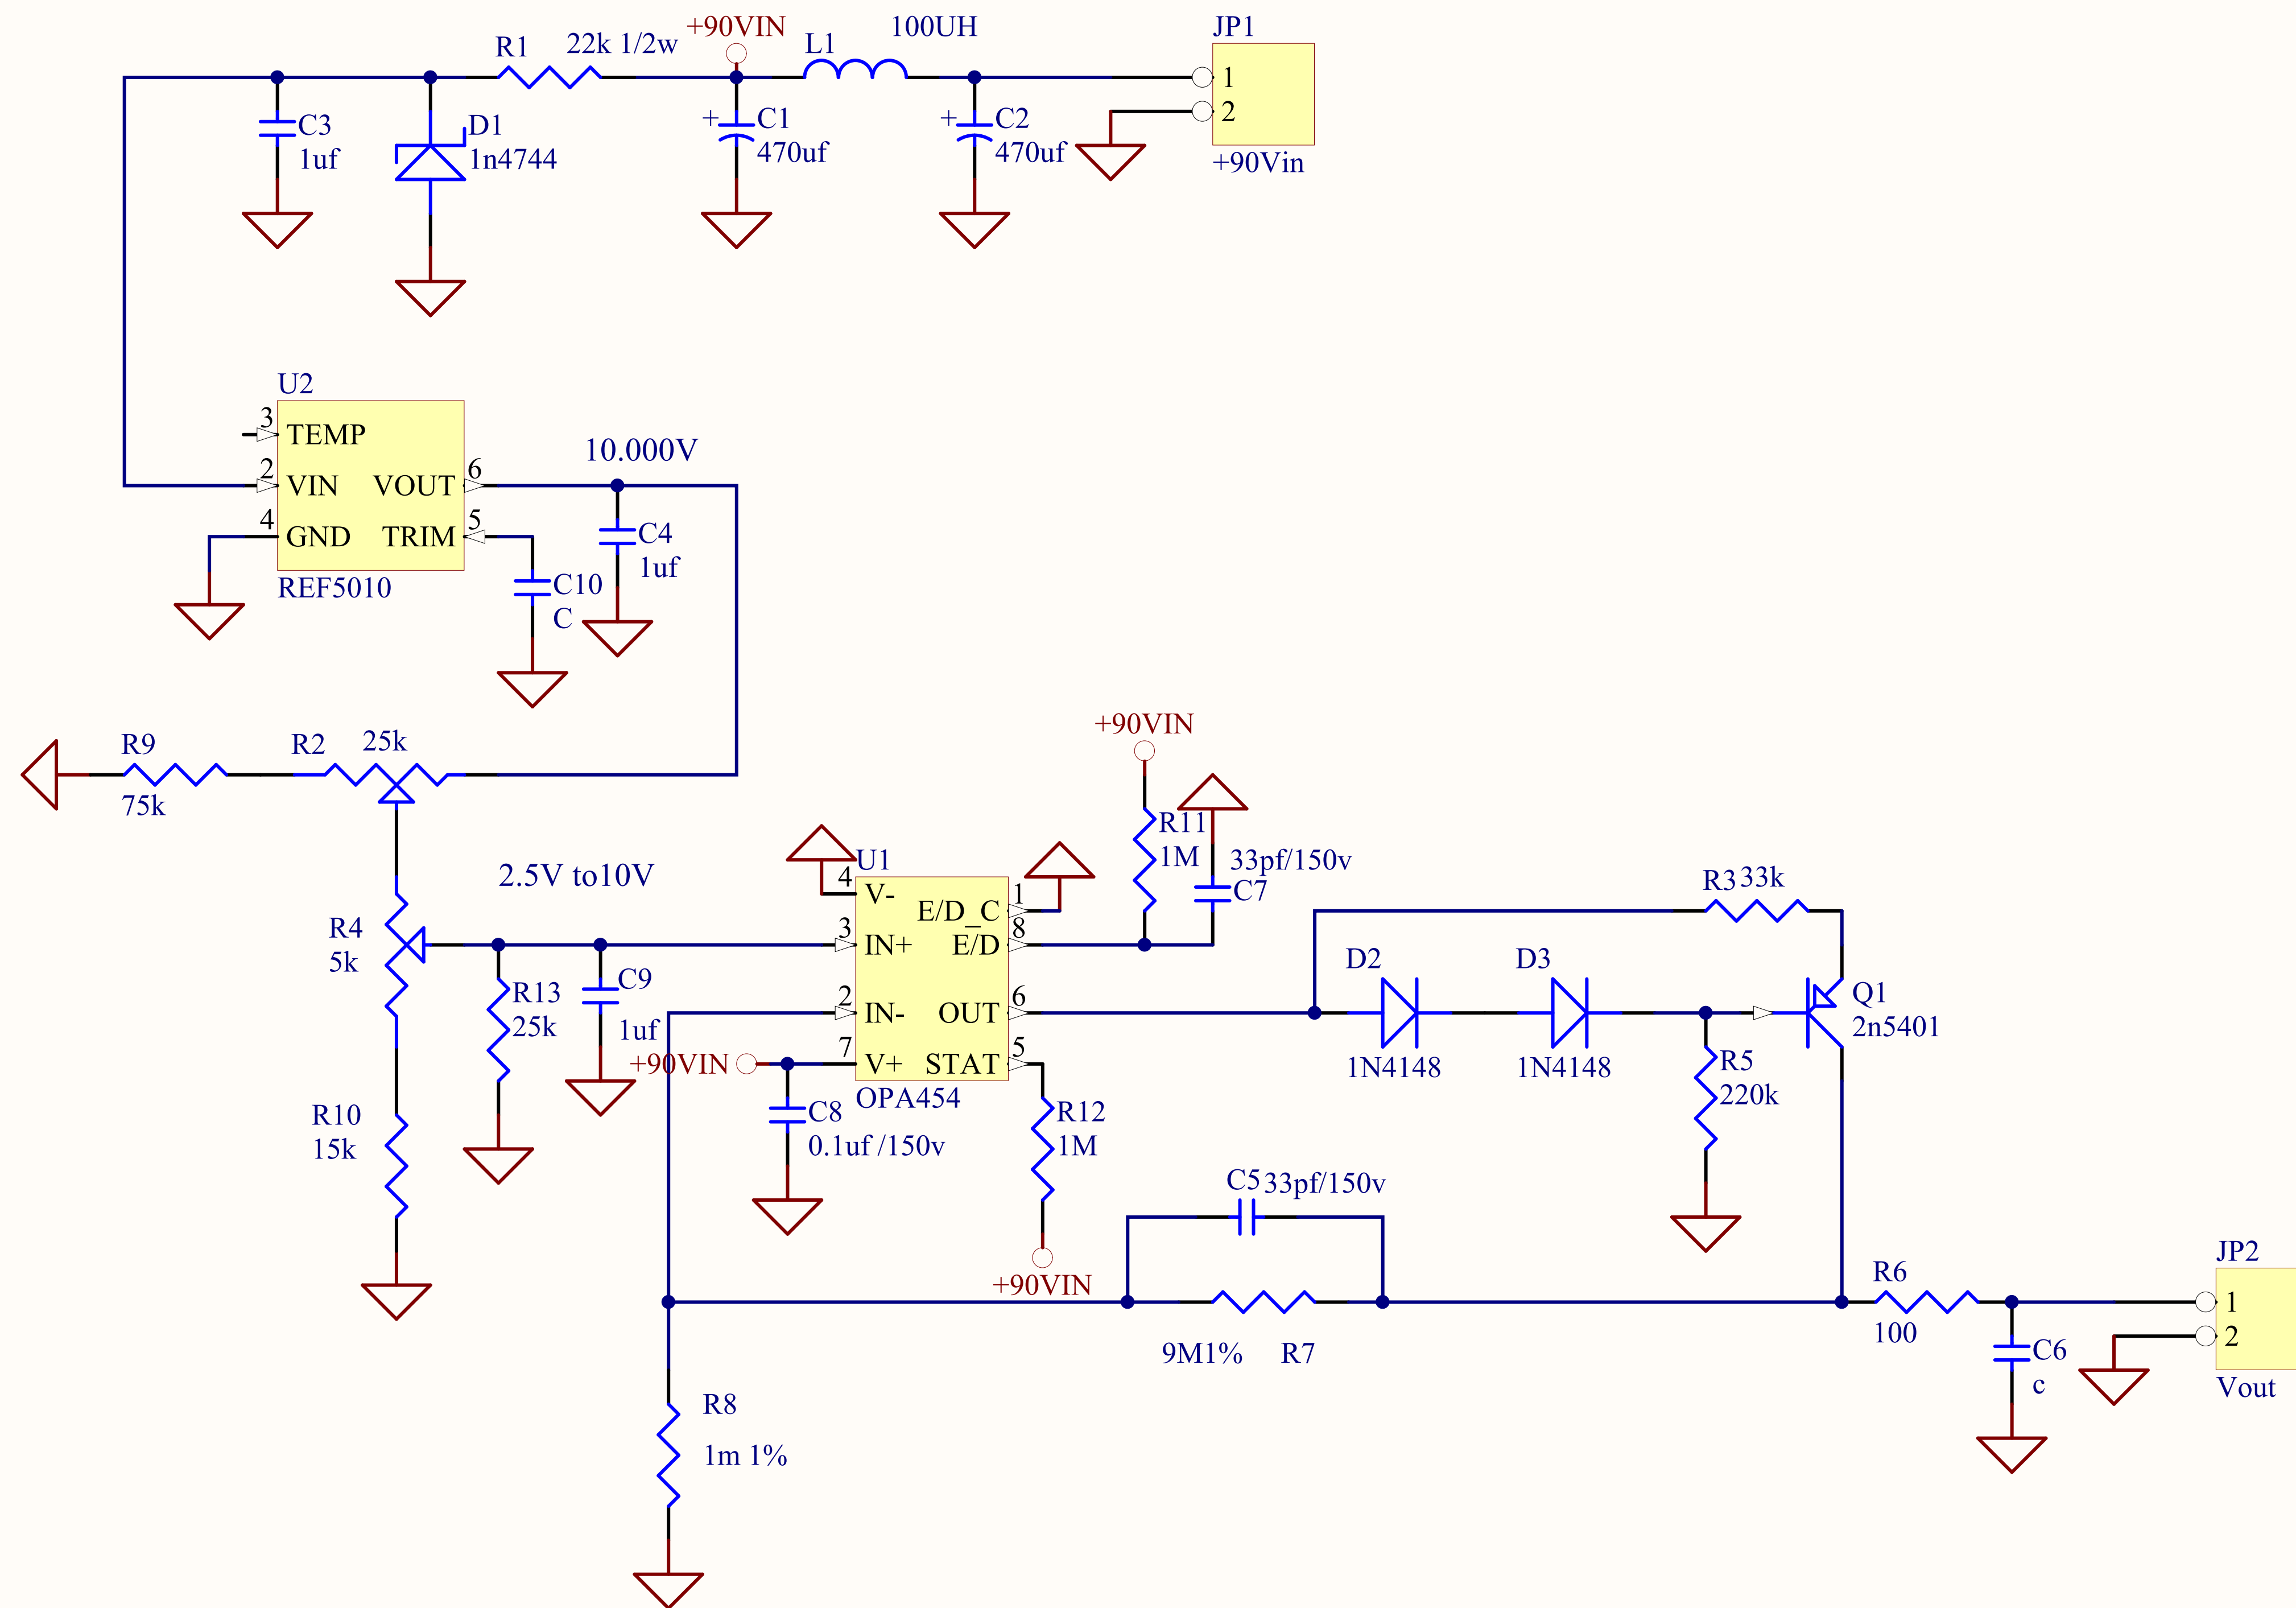 +90VIN
100UH
JP1
R1
22k 1/2w
L1
1
2
+90Vin
C3
1uf
D1
1n4744
+
C1
470uf
+
C2
470uf
U2
3
TEMP
2
VIN
VOUT
6
4
GND
TRIM
5
REF5010
10.000V
C4
1uf
C10
C
R9
75k
R2
25k
+90VIN
R11
1M
33pf/150v
C7
2.5V to10V
U1
4
V-
E/D_C
1
3
IN+
E/D
8
2
IN-
OUT
6
7
V+
STAT
5
OPA454
R4
5k
R13
25k
C9
1uf
+90VIN
C8
0.1uf /150v
R10
15k
R12
1M
+90VIN
R3 33k
D2
1N4148
D3
1N4148
Q1
2n5401
R5
220k
C5 33pf/150v
9M1%
R7
R6
100
C6
c
JP2
1
2
Vout
R8
1m 1%